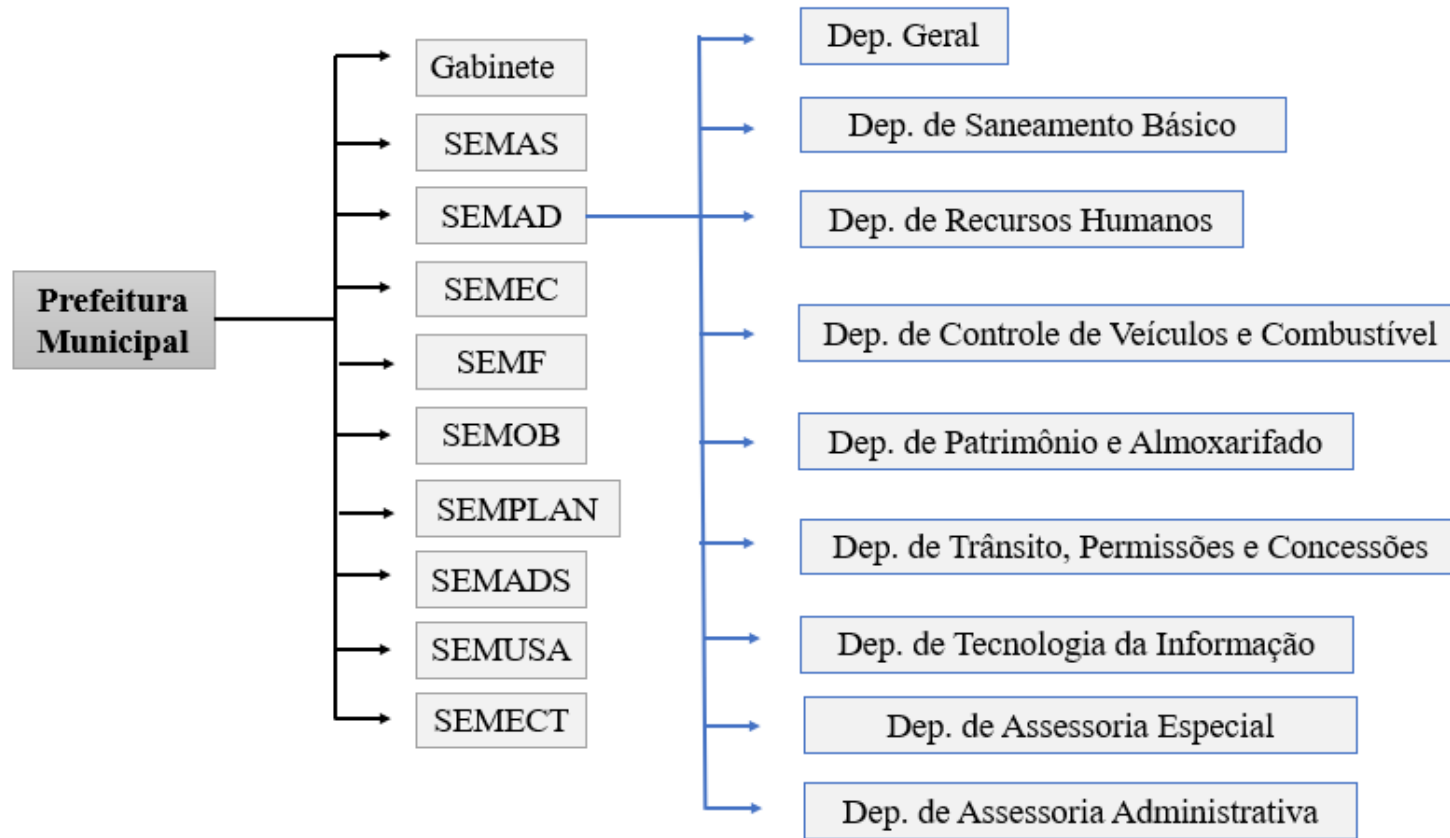 Prefeitura
Municipal
Gabinete
SEMAS
SEMAD
SEMEC
SEMF
SEMOB
SEMPLAN
SEMADS
SEMUSA
SEMECT
Dep. Geral
Dep. de Saneamento Básico
Dep. de Recursos Humanos
Dep. de Controle de Veículos e Combustível
Dep. de Patrimônio e Almoxarifado
Dep. de Trânsito, Permissões e Concessões
Dep. de Tecnologia da Informação
Dep. de Assessoria Especial
Dep. de Assessoria Administrativa